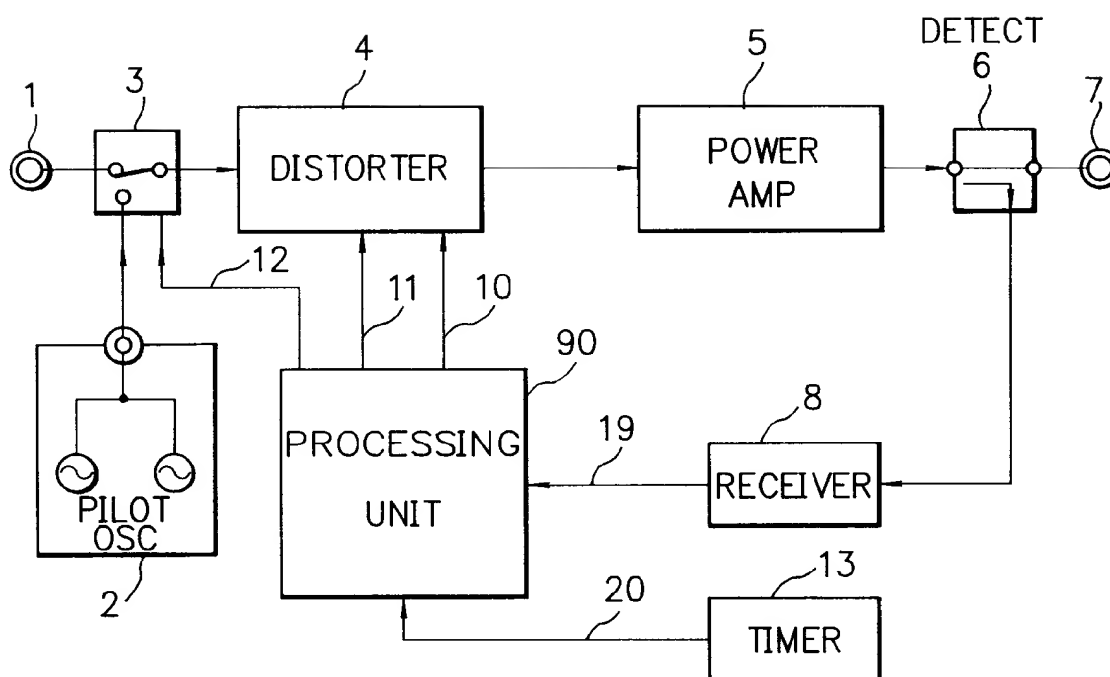 DETECT
1
3
4
5
6
7
DISTORTER
POWER
AMP
12
11
10
90
PROCESSING
UNIT
19
8
RECEIVER
PILOT
OSC
2
20
13
TIMER